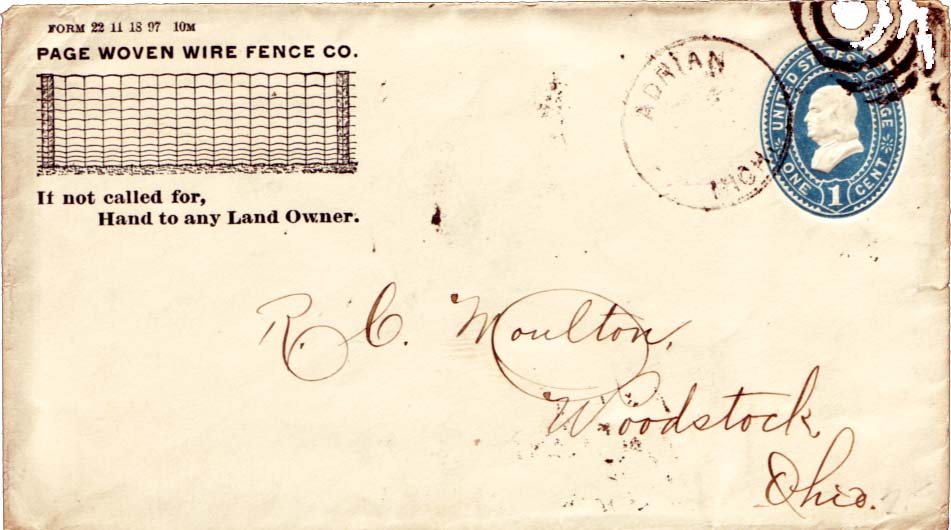 FORM 22 11 18 97 10M
PAGE WOVEN WIRE FENCE CO.
If not called for,
Hand to any Land Owner.
ADRIAN
MICH
UNITED STATES POSTAGE
ONE 1 CENT
R. C. Moulton,
Woodstock,
Ohio.